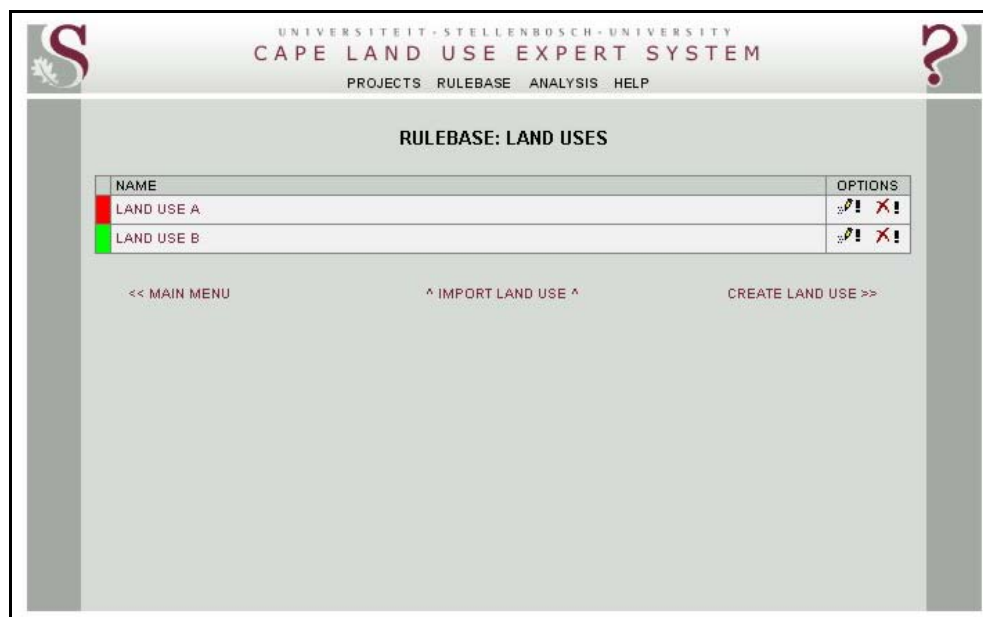 UNIVERSITEIT-STELLENBOSCH-UNIVERSITY
CAPE LAND USE EXPERT SYSTEM
PROJECTS RULEBASE ANALYSIS HELP
RULEBASE: LAND USES
NAME OPTIONS
LAND USE A
LAND USE B
<< MAIN MENU ^ IMPORT LAND USE ^ CREATE LAND USE >>